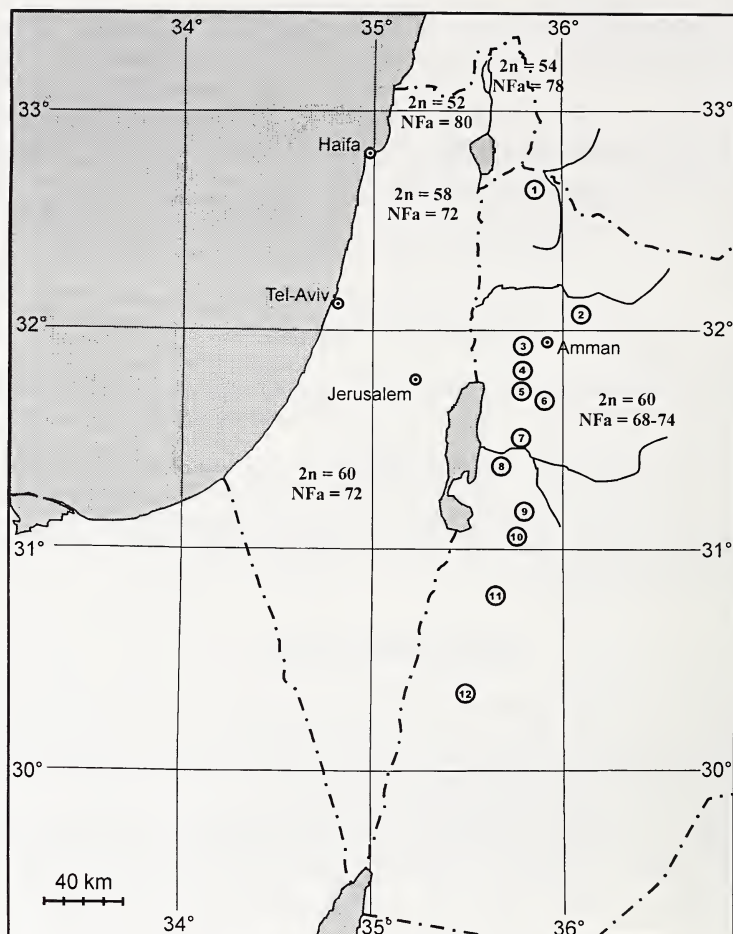 34°
35°
36°
2n = 54
NFa = 78
2n = 52
NFa = 80
33°
33°
Haifa
2n = 58
NFa = 72
1
Tel-Aviv
2
32°
32°
3
Amman
4
Jerusalem
5
6
2n = 60
NFa = 68-74
7
8
2n = 60
NFa = 72
9
10
31°
31°
11
12
30°
30°
40 km
34°
35°
36°